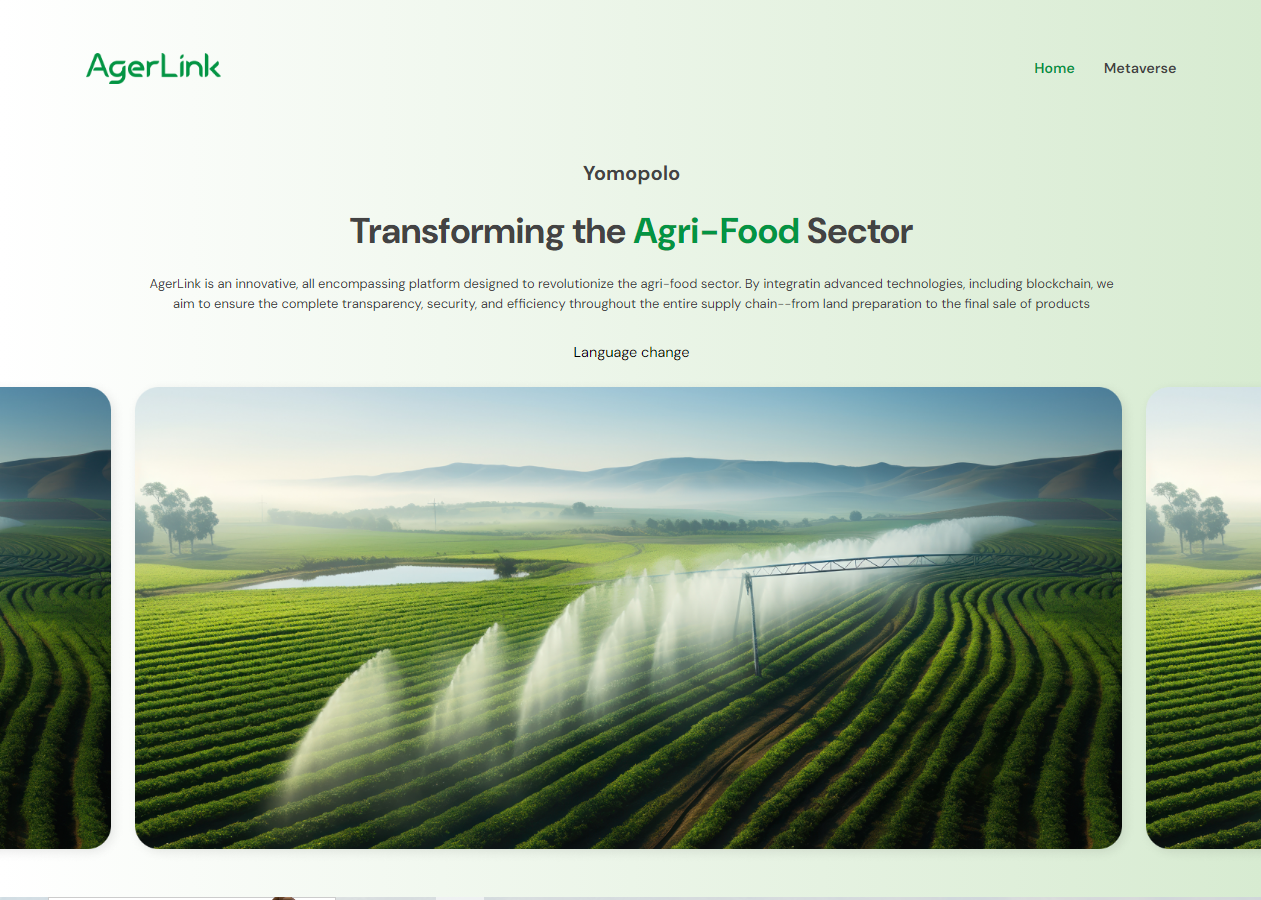 AgerLink
Home Metaverse
Yomopolo
Transforming the Agri-Food Sector
AgerLink is an innovative, all encompassing platform designed to revolutionize the agri-food sector. By integratin advanced technologies, including blockchain, we
aim to ensure the complete transparency, security, and efficiency throughout the entire supply chain--from land preparation to the final sale of products
Language change